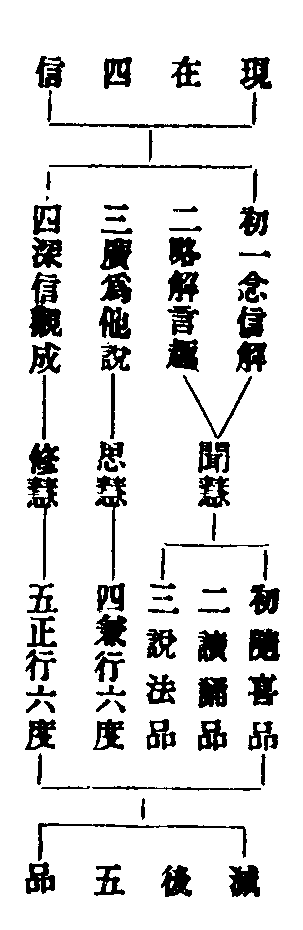 現在四信
初一念信解
二略解言趣
三廣為他說
四深信觀成
聞慧
思慧
修慧
初隨喜品
二讀誦品
三說法品
四兼行六度
五正行六度
滅後五品